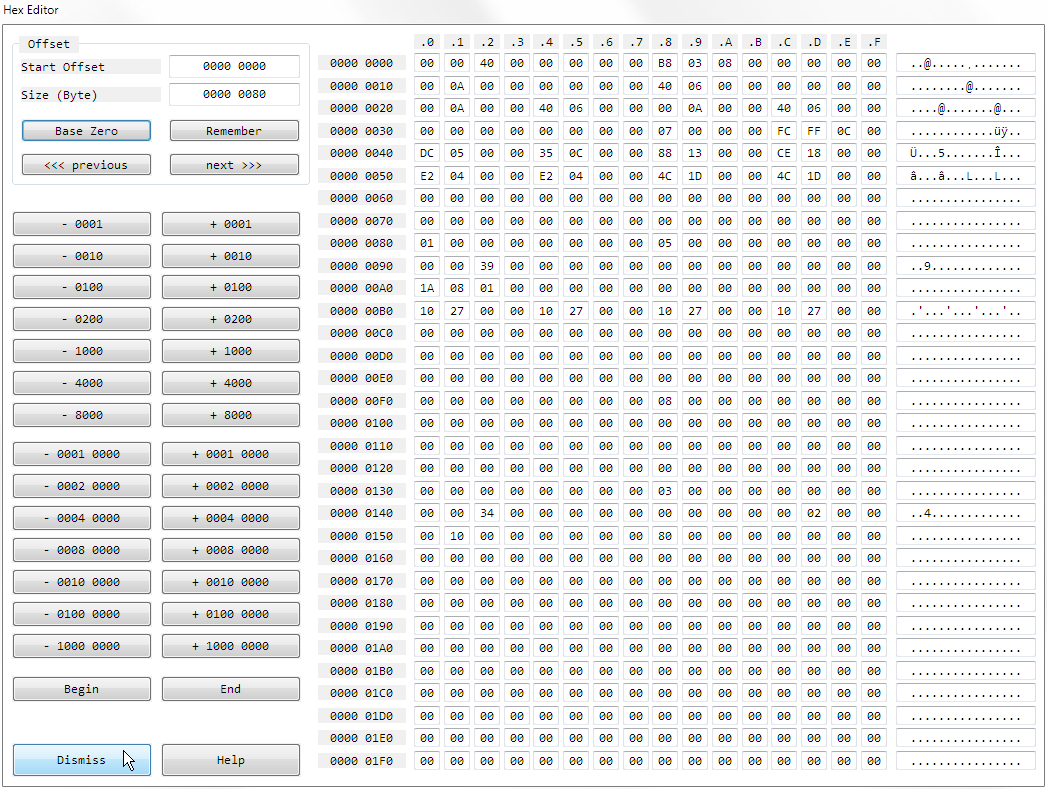 Hex Editor
Offset
Start Offset 0000 0000
Size (Byte) 0000 0080
Base Zero Remember
<<< previous next >>>
- 0001 + 0001
- 0010 + 0010
- 0100 + 0100
- 0200 + 0200
- 1000 + 1000
- 4000 + 4000
- 8000 + 8000
- 0001 0000 + 0001 0000
- 0002 0000 + 0002 0000
- 0004 0000 + 0004 0000
- 0008 0000 + 0008 0000
- 0010 0000 + 0010 0000
- 0100 0000 + 0100 0000
- 1000 0000 + 1000 0000
Begin End
Dismiss Help
.0 .1 .2 .3 .4 .5 .6 .7 .8 .9 .A .B .C .D .E .F
0000 0000 00 00 40 00 00 00 00 00 B8 03 08 00 00 00 00 00 ..@.....¸.......
0000 0010 00 0A 00 00 00 00 00 00 40 06 00 00 00 00 00 00 ........@.......
0000 0020 00 0A 00 00 40 06 00 00 00 0A 00 00 40 06 00 00 ....@.......@...
0000 0030 00 00 00 00 00 00 00 00 07 00 00 00 FC FF 0C 00 ............üÿ..
0000 0040 DC 05 00 00 35 0C 00 00 88 13 00 00 CE 18 00 00 Ü...5.......Î...
0000 0050 E2 04 00 00 E2 04 00 00 4C 1D 00 00 4C 1D 00 00 â...â...L...L...
0000 0060 00 00 00 00 00 00 00 00 00 00 00 00 00 00 00 00 ................
0000 0070 00 00 00 00 00 00 00 00 00 00 00 00 00 00 00 00 ................
0000 0080 01 00 00 00 00 00 00 00 05 00 00 00 00 00 00 00 ................
0000 0090 00 00 39 00 00 00 00 00 00 00 00 00 00 00 00 00 ..9.............
0000 00A0 1A 08 01 00 00 00 00 00 00 00 00 00 00 00 00 00 ................
0000 00B0 10 27 00 00 10 27 00 00 10 27 00 00 10 27 00 00 .'...'...'...'..
0000 00C0 00 00 00 00 00 00 00 00 00 00 00 00 00 00 00 00 ................
0000 00D0 00 00 00 00 00 00 00 00 00 00 00 00 00 00 00 00 ................
0000 00E0 00 00 00 00 00 00 00 00 00 00 00 00 00 00 00 00 ................
0000 00F0 00 00 00 00 00 00 00 00 08 00 00 00 00 00 00 00 ................
0000 0100 00 00 00 00 00 00 00 00 00 00 00 00 00 00 00 00 ................
0000 0110 00 00 00 00 00 00 00 00 00 00 00 00 00 00 00 00 ................
0000 0120 00 00 00 00 00 00 00 00 00 00 00 00 00 00 00 00 ................
0000 0130 00 00 00 00 00 00 00 00 03 00 00 00 00 00 00 00 ................
0000 0140 00 00 34 00 00 00 00 00 00 00 00 00 00 02 00 00 ..4.............
0000 0150 00 10 00 00 00 00 00 00 80 00 00 00 00 00 00 00 ................
0000 0160 00 00 00 00 00 00 00 00 00 00 00 00 00 00 00 00 ................
0000 0170 00 00 00 00 00 00 00 00 00 00 00 00 00 00 00 00 ................
0000 0180 00 00 00 00 00 00 00 00 00 00 00 00 00 00 00 00 ................
0000 0190 00 00 00 00 00 00 00 00 00 00 00 00 00 00 00 00 ................
0000 01A0 00 00 00 00 00 00 00 00 00 00 00 00 00 00 00 00 ................
0000 01B0 00 00 00 00 00 00 00 00 00 00 00 00 00 00 00 00 ................
0000 01C0 00 00 00 00 00 00 00 00 00 00 00 00 00 00 00 00 ................
0000 01D0 00 00 00 00 00 00 00 00 00 00 00 00 00 00 00 00 ................
0000 01E0 00 00 00 00 00 00 00 00 00 00 00 00 00 00 00 00 ................
0000 01F0 00 00 00 00 00 00 00 00 00 00 00 00 00 00 00 00 ................